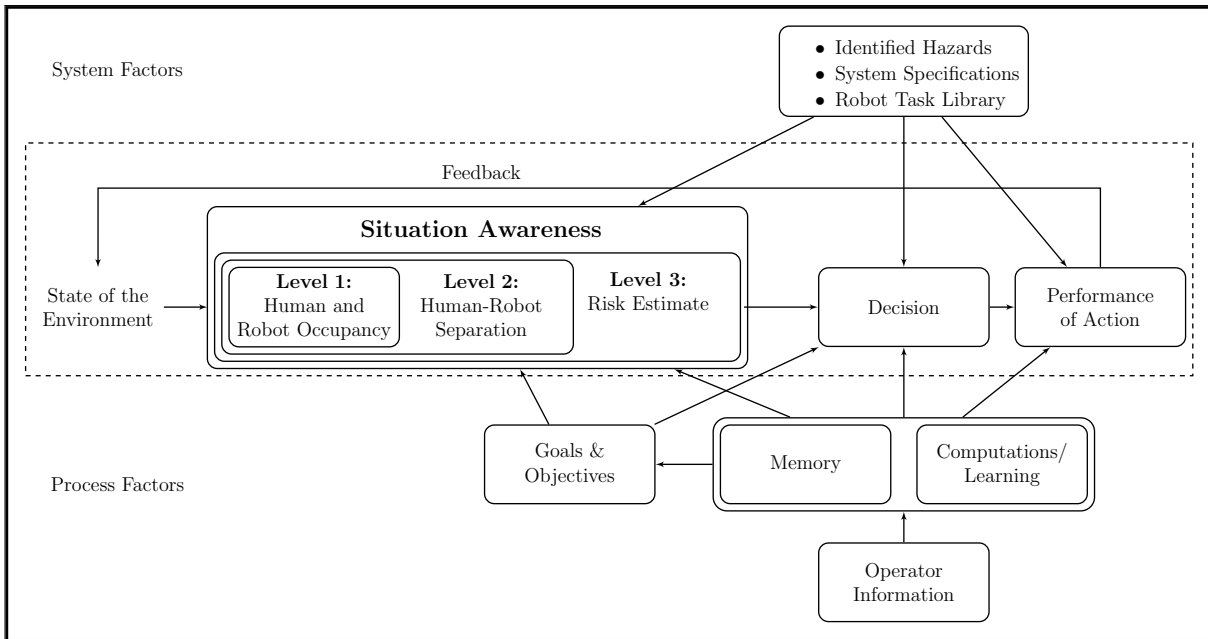 System Factors
• Identified Hazards
• System Specifications
• Robot Task Library
Feedback
Situation Awareness
Level 1:
Human and
Robot Occupancy
Level 2:
Human-Robot
Separation
Level 3:
Risk Estimate
State of the
Environment
Decision
Performance
of Action
Goals &
Objectives
Memory
Computations/
Learning
Process Factors
Operator
Information